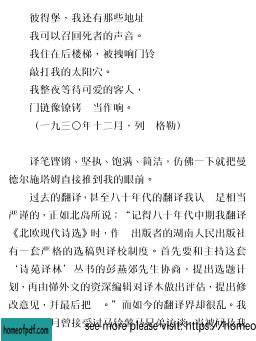 彼得堡，我还有那些地址
我可以召回死者的声音。
我住在后楼梯，被拽响门铃
敲打我的太阳穴。
我整夜等待可爱的客人，
门链像镣铐 当作响。
（一九三〇年十二月，列 格勒）
译笔铿锵、坚执、饱满、简洁，仿佛一下就把曼
德尔施塔姆直接推到我的眼前。
过去的翻译，甚至八十年代的翻译我认 是相当
严谨的，正如北岛所说：“记得八十年代中期我翻译
《北欧现代诗选》时，作 出版者的湖南人民出版社
有一套严格的选稿与译校制度。首先要和主持这套
‘诗苑译林’丛书的彭燕郊先生协商，提出选题计
划，再由懂外文的资深编辑对译本做出评估，提出修
改意见，并最后把 。”而如今的翻译界却很乱。我
homeofpdf.com
see more please visit: https://homeo